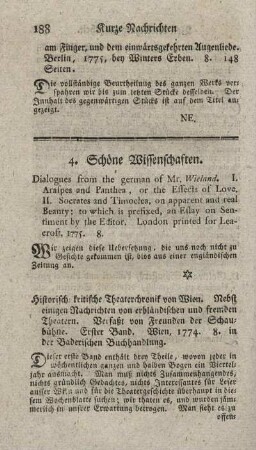 188 Kurze Nachrichten
am Finger, und dem einwärtsgekehrten Augenliede.
Berlin, 1775, bey Winters Erben. 8. 148
Seiten.
Die vollständige Beurtheilung des ganzen Werks ver-
spahren wir bis zum letzten Stücke desselben. Der
Innhalt des gegenwärtigen Stücks ist auf dem Titel an-
gezeigt.
NE.
4. Schöne Wissenschaften.
Dialogues from the german of Mr. Wieland. I.
Araspes and Panthea, or the Effects of Love.
II. Socrates and Timocles, on apparent and real
Beauty; to which is prefixed, an Essay on Sen-
timent by the Editor. London printed for Lea-
croft. 1775. 8.
Wir zeigen diese Uebersetzung, die uns noch nicht zu
Gesichte gekommen ist, blos aus einer engländischen
Zeitung an.
Historisch-kritische Theaterchronik von Wien. Nebst
einigen Nachrichten von erbländischen und fremden
Theatern. Verfaßt von Freunden der Schau-
bühne. Erster Band. Wien, 1774. 8. in
der Baderischen Buchhandlung.
Dieser erste Band enthält drey Theile, wovon jeder in
wöchentlichen ganzen und halben Bogen ein Viertel-
jahr ausmacht. Man muß nichts Zusammenhangendes,
nichts gründlich Gedachtes, nichts Interessantes für Leser
ausser Wien und für die Theatergeschichte überhaupt in die-
sem Wochenblatte suchen; wir thaten es, und wurden jäm-
merlich in unsrer Erwartung betrogen. Man sieht es zu
offen-